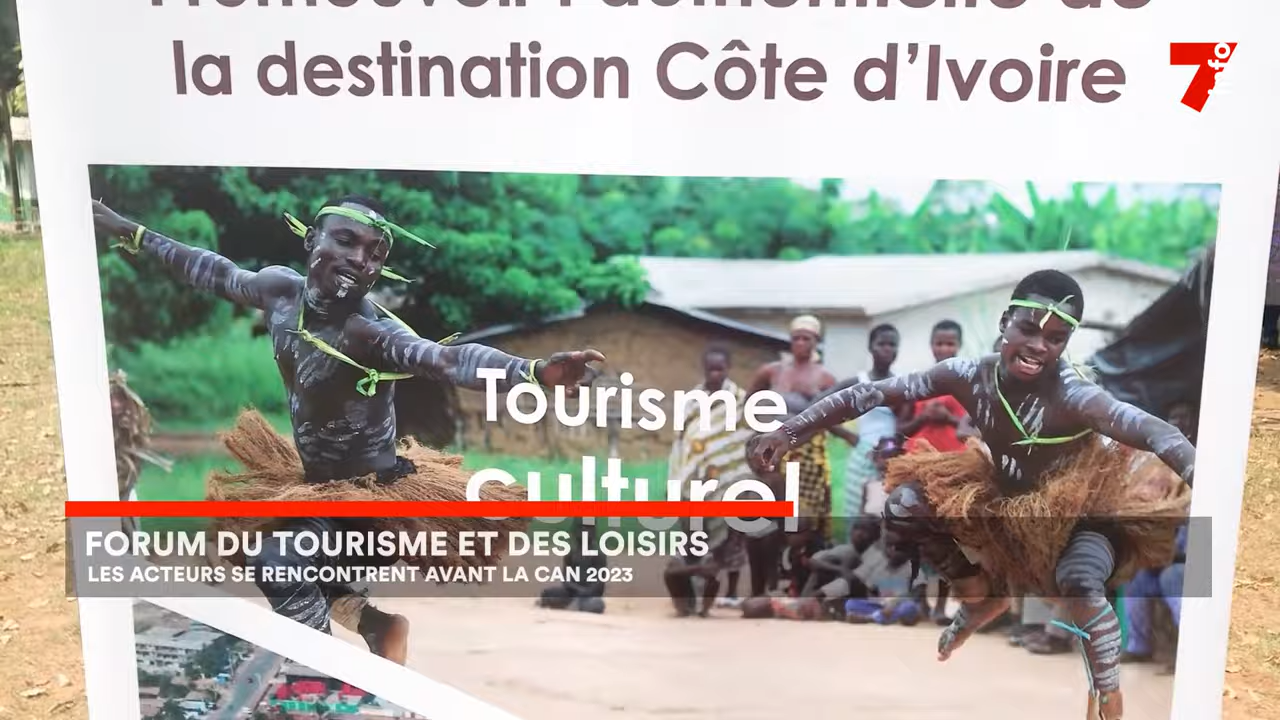 la destination Côte d'Ivoire
7info
Tourisme
culturel
FORUM DU TOURISME ET DES LOISIRS
LES ACTEURS SE RENCONTRENT AVANT LA CAN 2023